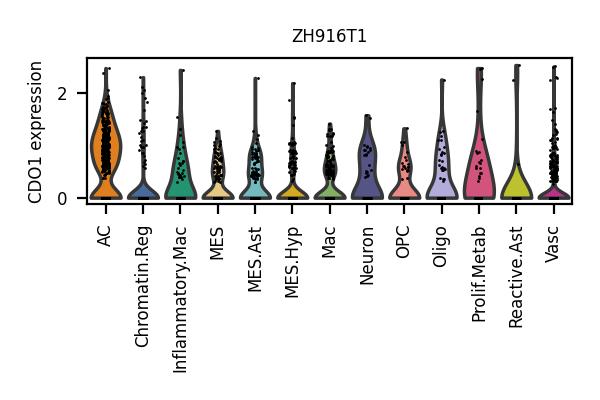 ZH916T1
CDO1 expression
2
0
AC
Chromatin.Reg
Inflammatory.Mac
MES
MES.Ast
MES.Hyp
Mac
Neuron
OPC
Oligo
Prolif.Metab
Reactive.Ast
Vasc